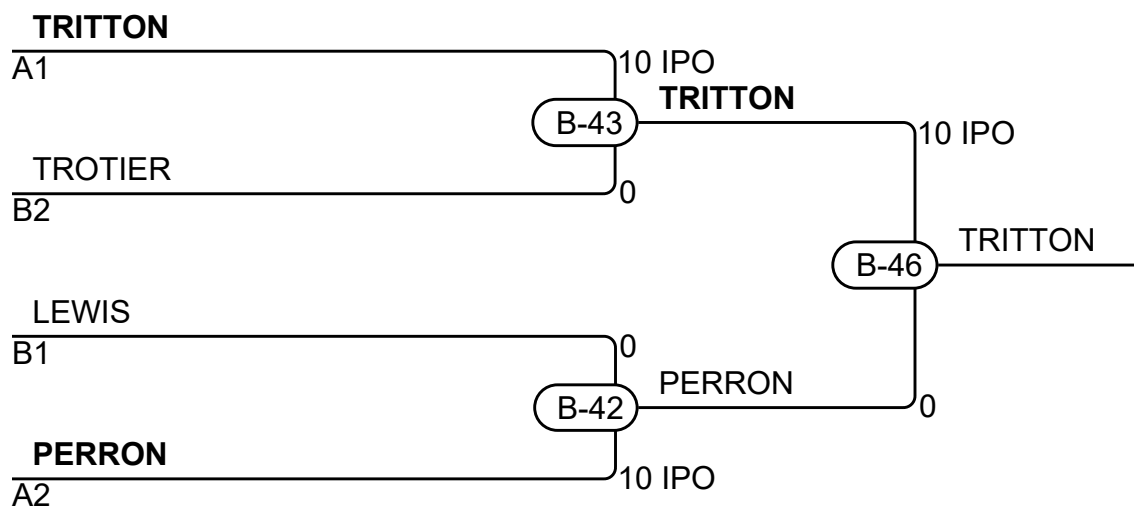 TRITTON
A1
10 IPO
B-43
TRITTON
TROTIER
B2
0
10 IPO
B-46
TRITTON
LEWIS
B1
0
B-42
PERRON
0
PERRON
A2
10 IPO